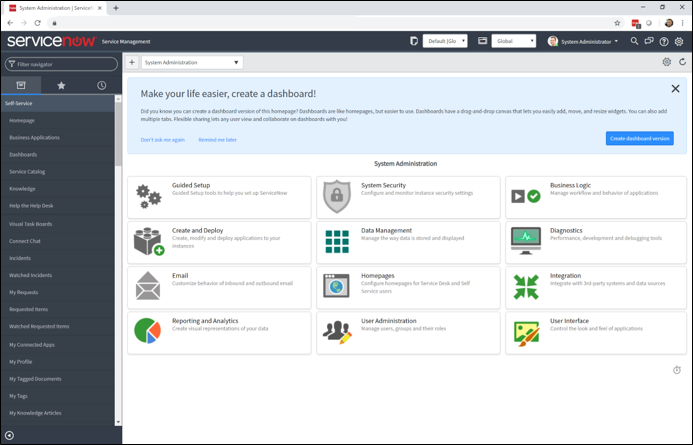 System Administration | ServiceN
servicenow
Service Management
Default [Glo
Global
System Administrator
Filter navigator
System Administration
Self-Service
Homepage
Business Applications
Dashboards
Service Catalog
Knowledge
Help the Help Desk
Visual Task Boards
Connect Chat
Incidents
Watched Incidents
My Requests
Requested Items
Watched Requested Items
My Connected Apps
My Profile
My Tagged Documents
My Tags
My Knowledge Articles
Make your life easier, create a dashboard!
Did you know you can create a dashboard version of this homepage? Dashboards are like homepages, but easier to use. Dashboards have a drag-and-drop canvas that lets you easily add, move, and resize widgets. You can also
add multiple tabs. Flexible sharing lets any user view and collaborate on dashboards with you!
Don't ask me again
Remind me later
Create dashboard version
System Administration
Guided Setup
Guided Setup tools to help you set up ServiceNow
System Security
Configure and monitor instance security settings
Business Logic
Manage workflow and behavior of applications
Create and Deploy
Create, modify and deploy applications to your
instances
Data Management
Manage the way data is stored and displayed
Diagnostics
Performance, development and debugging tools
Email
Customize behavior of inbound and outbound email
Homepages
Configure homepages for Service Desk and Self
Service users
Integration
Integrate with 3rd-party systems and data sources
Reporting and Analytics
Create visual representations of your data
User Administration
Manage users, groups and their roles
User Interface
Control the look and feel of applications